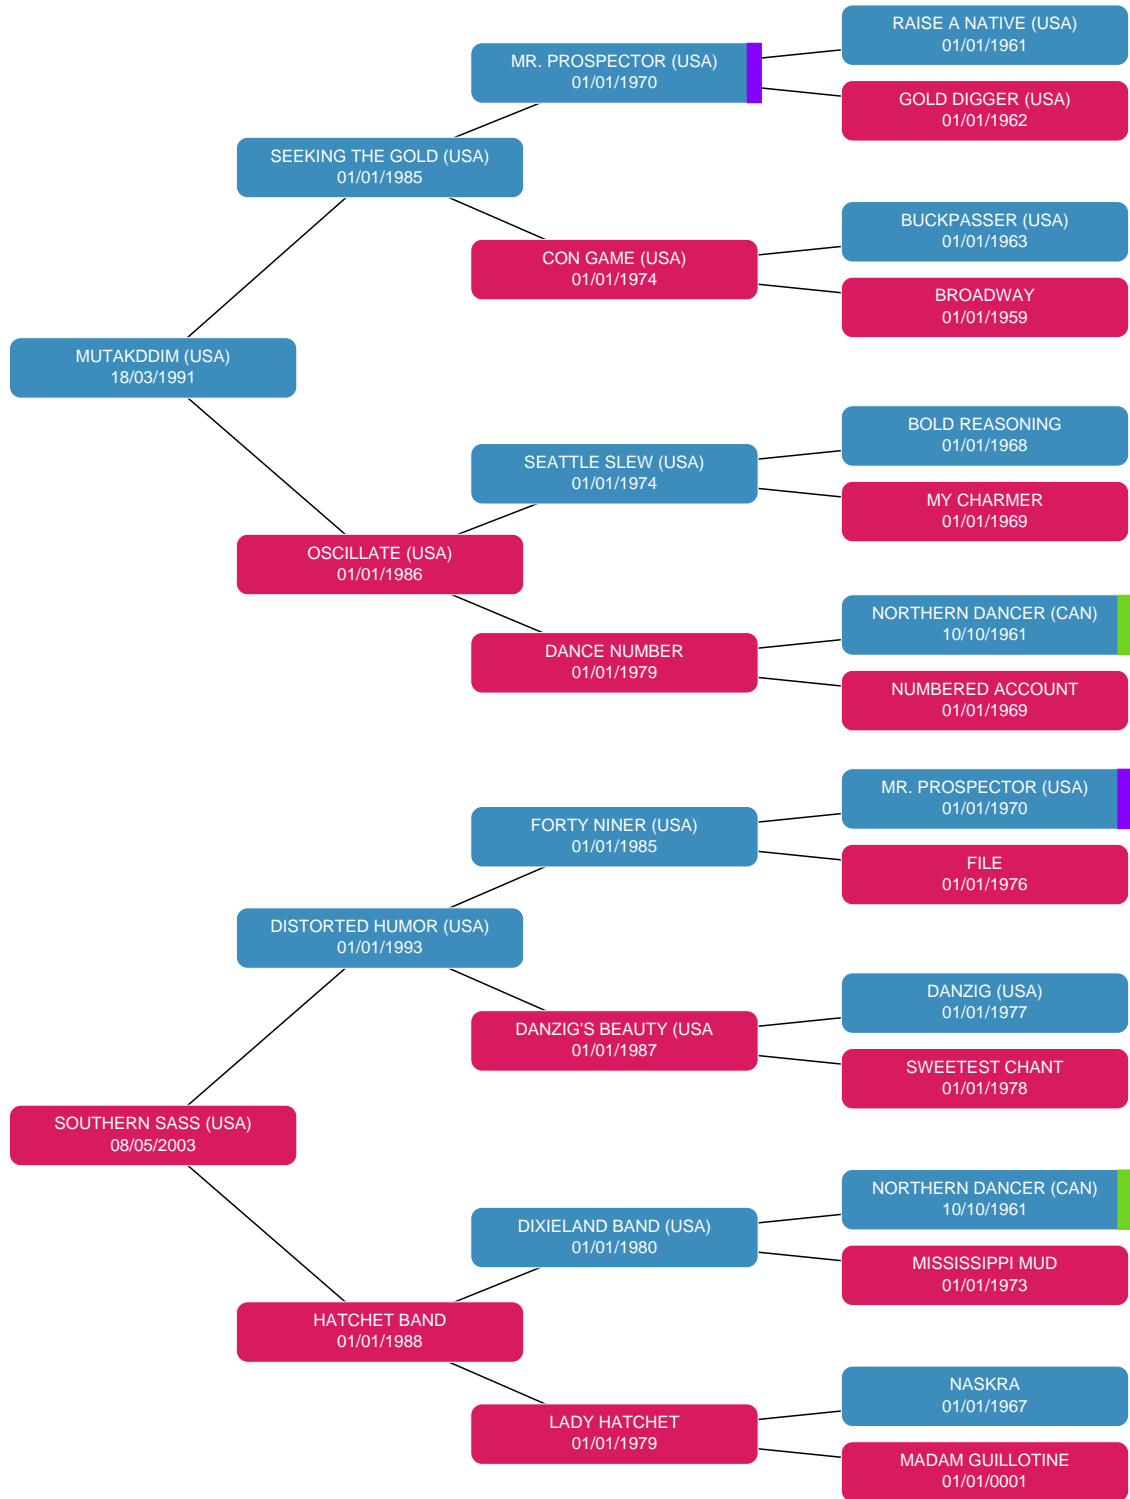 RAISE A NATIVE (USA)
01/01/1961
MR. PROSPECTOR (USA)
01/01/1970
GOLD DIGGER (USA)
01/01/1962
SEEKING THE GOLD (USA)
01/01/1985
BUCKPASSER (USA)
01/01/1963
CON GAME (USA)
01/01/1974
BROADWAY
01/01/1959
MUTAKDDIM (USA)
18/03/1991
BOLD REASONING
01/01/1968
SEATTLE SLEW (USA)
01/01/1974
MY CHARMER
01/01/1969
OSCILLATE (USA)
01/01/1986
NORTHERN DANCER (CAN)
10/10/1961
DANCE NUMBER
01/01/1979
NUMBERED ACCOUNT
01/01/1969
MR. PROSPECTOR (USA)
01/01/1970
FORTY NINER (USA)
01/01/1985
FILE
01/01/1976
DISTORTED HUMOR (USA)
01/01/1993
DANZIG (USA)
01/01/1977
DANZIG'S BEAUTY (USA
01/01/1987
SWEETEST CHANT
01/01/1978
SOUTHERN SASS (USA)
08/05/2003
NORTHERN DANCER (CAN)
10/10/1961
DIXIELAND BAND (USA)
01/01/1980
MISSISSIPPI MUD
01/01/1973
HATCHET BAND
01/01/1988
NASKRA
01/01/1967
LADY HATCHET
01/01/1979
MADAM GUILLOTINE
01/01/0001